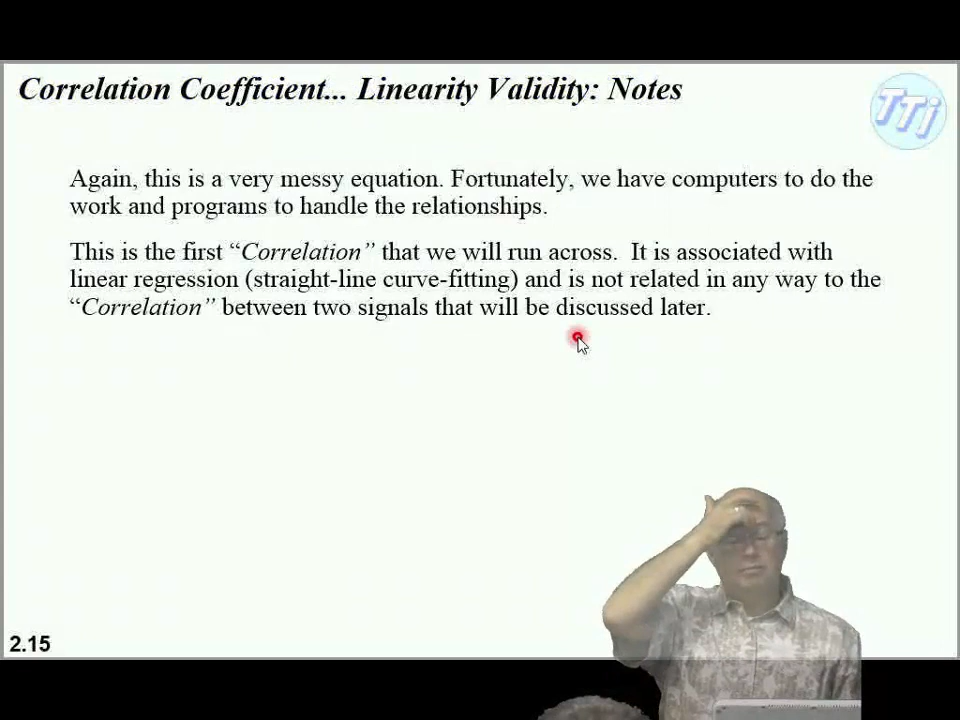 Correlation Coefficient... Linearity Validity: Notes
TTi
Again, this is a very messy equation. Fortunately, we have computers to do the
work and programs to handle the relationships.
This is the first “Correlation” that we will run across. It is associated with
linear regression (straight-line curve-fitting) and is not related in any way to the
“Correlation” between two signals that will be discussed later.
2.15